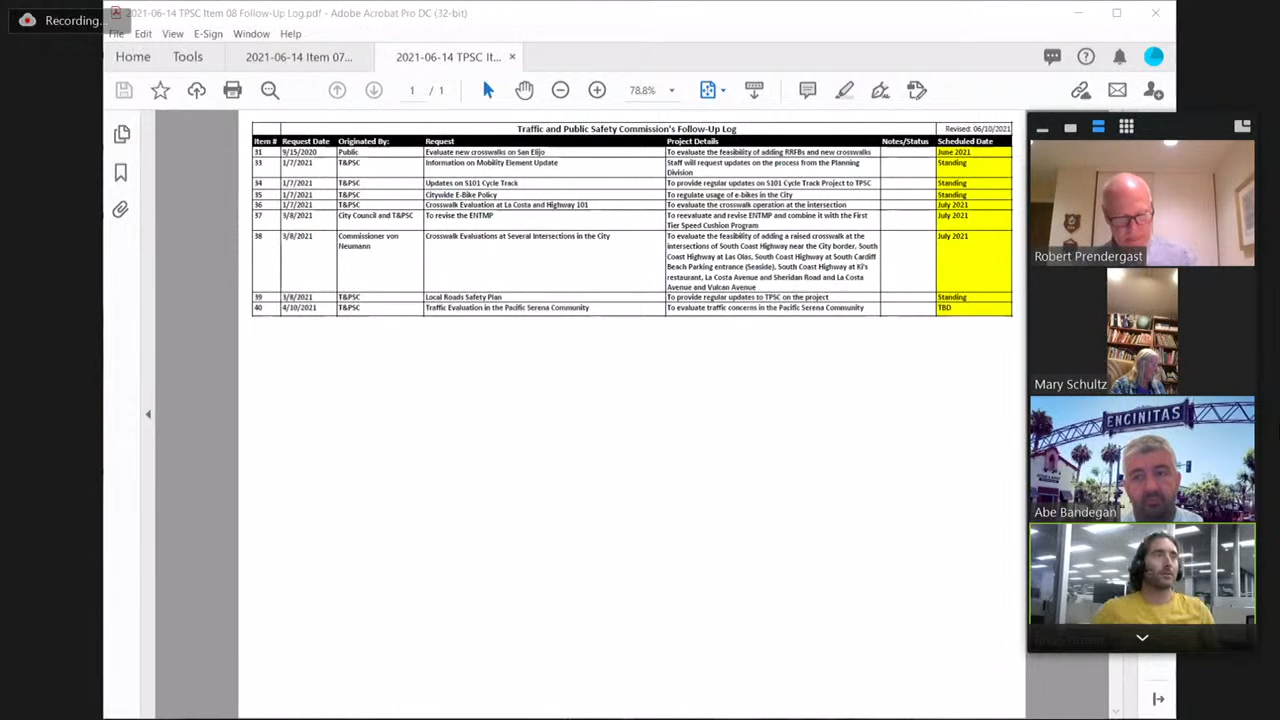 Recording...
2021-06-14 TPSC Item 08 Follow-Up Log.pdf - Adobe Acrobat Pro DC (32-bit)
File Edit View E-Sign Window Help
Home Tools 2021-06-14 Item 07... 2021-06-14 TPSC It... ×
1 / 1 78.8%
Traffic and Public Safety Commission's Follow-Up Log Revised: 06/10/2021
Item # Request Date Originated By: Request Project Details Notes/Status Scheduled Date
31 9/15/2020 Public Evaluate new crosswalks on San Elijo To evaluate the feasibility of adding RRFBs and new crosswalks June 2021
33 1/7/2021 T&PSC Information on Mobility Element Update Staff will request updates on the process from the Planning Standing
Division
34 1/7/2021 T&PSC Updates on S101 Cycle Track To provide regular updates on S101 Cycle Track Project to TPSC Standing
35 1/7/2021 T&PSC Citywide E-Bike Policy To regulate usage of e-bikes in the City Standing
36 1/7/2021 T&PSC Crosswalk Evaluation at La Costa and Highway 101 To evaluate the crosswalk operation at the intersection July 2021
37 3/8/2021 City Council and T&PSC To revise the ENTMP To reevaluate and revise ENTMP and combine it with the First July 2021
Tier Speed Cushion Program
38 3/8/2021 Commissioner von Crosswalk Evaluations at Several Intersections in the City To evaluate the feasibility of adding a raised crosswalk at the July 2021
Neumann intersections of South Coast Highway near the City border, South
Coast Highway at Las Olas, South Coast Highway at South Cardiff
Beach Parking entrance (Seaside), South Coast Highway at Ki's
restaurant, La Costa Avenue and Sheridan Road and La Costa
Avenue and Vulcan Avenue
39 3/8/2021 T&PSC Local Roads Safety Plan To provide regular updates to TPSC on the project Standing
40 4/10/2021 T&PSC Traffic Evaluation in the Pacific Serena Community To evaluate traffic concerns in the Pacific Serena Community TBD
Robert Prendergast
Mary Schultz
ENCINITAS
Abe Bandegan